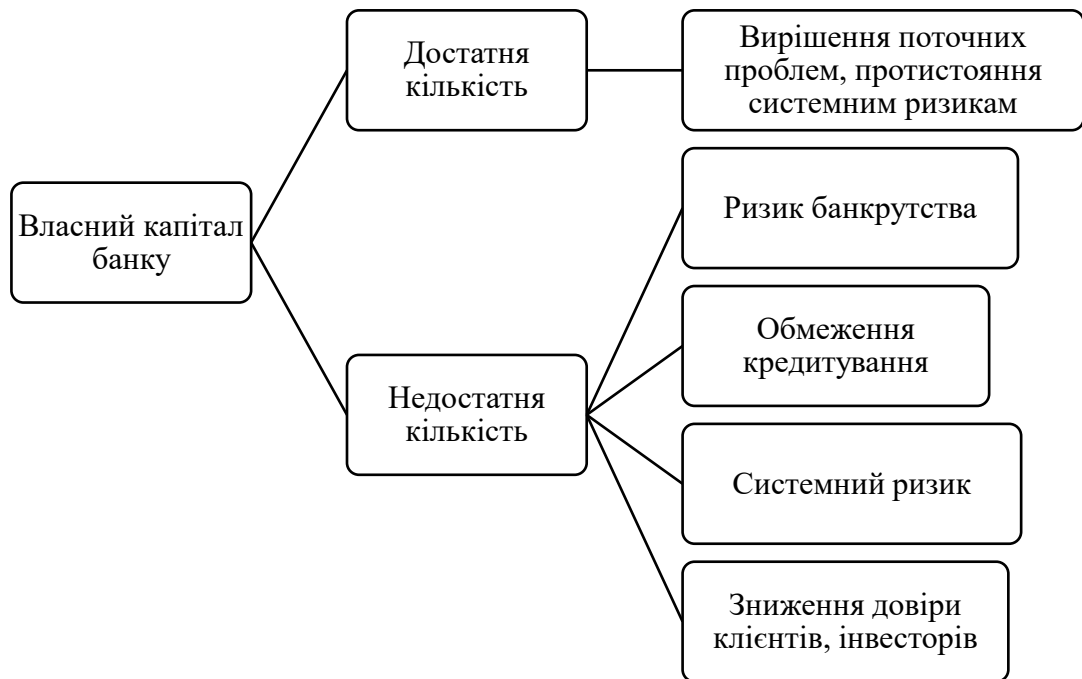 Власний капітал
банку
Достатня
кількість
Вирішення поточних
проблем, протистояння
системним ризикам
Недостатня
кількість
Ризик банкрутства
Обмеження
кредитування
Системний ризик
Зниження довіри
клієнтів, інвесторів